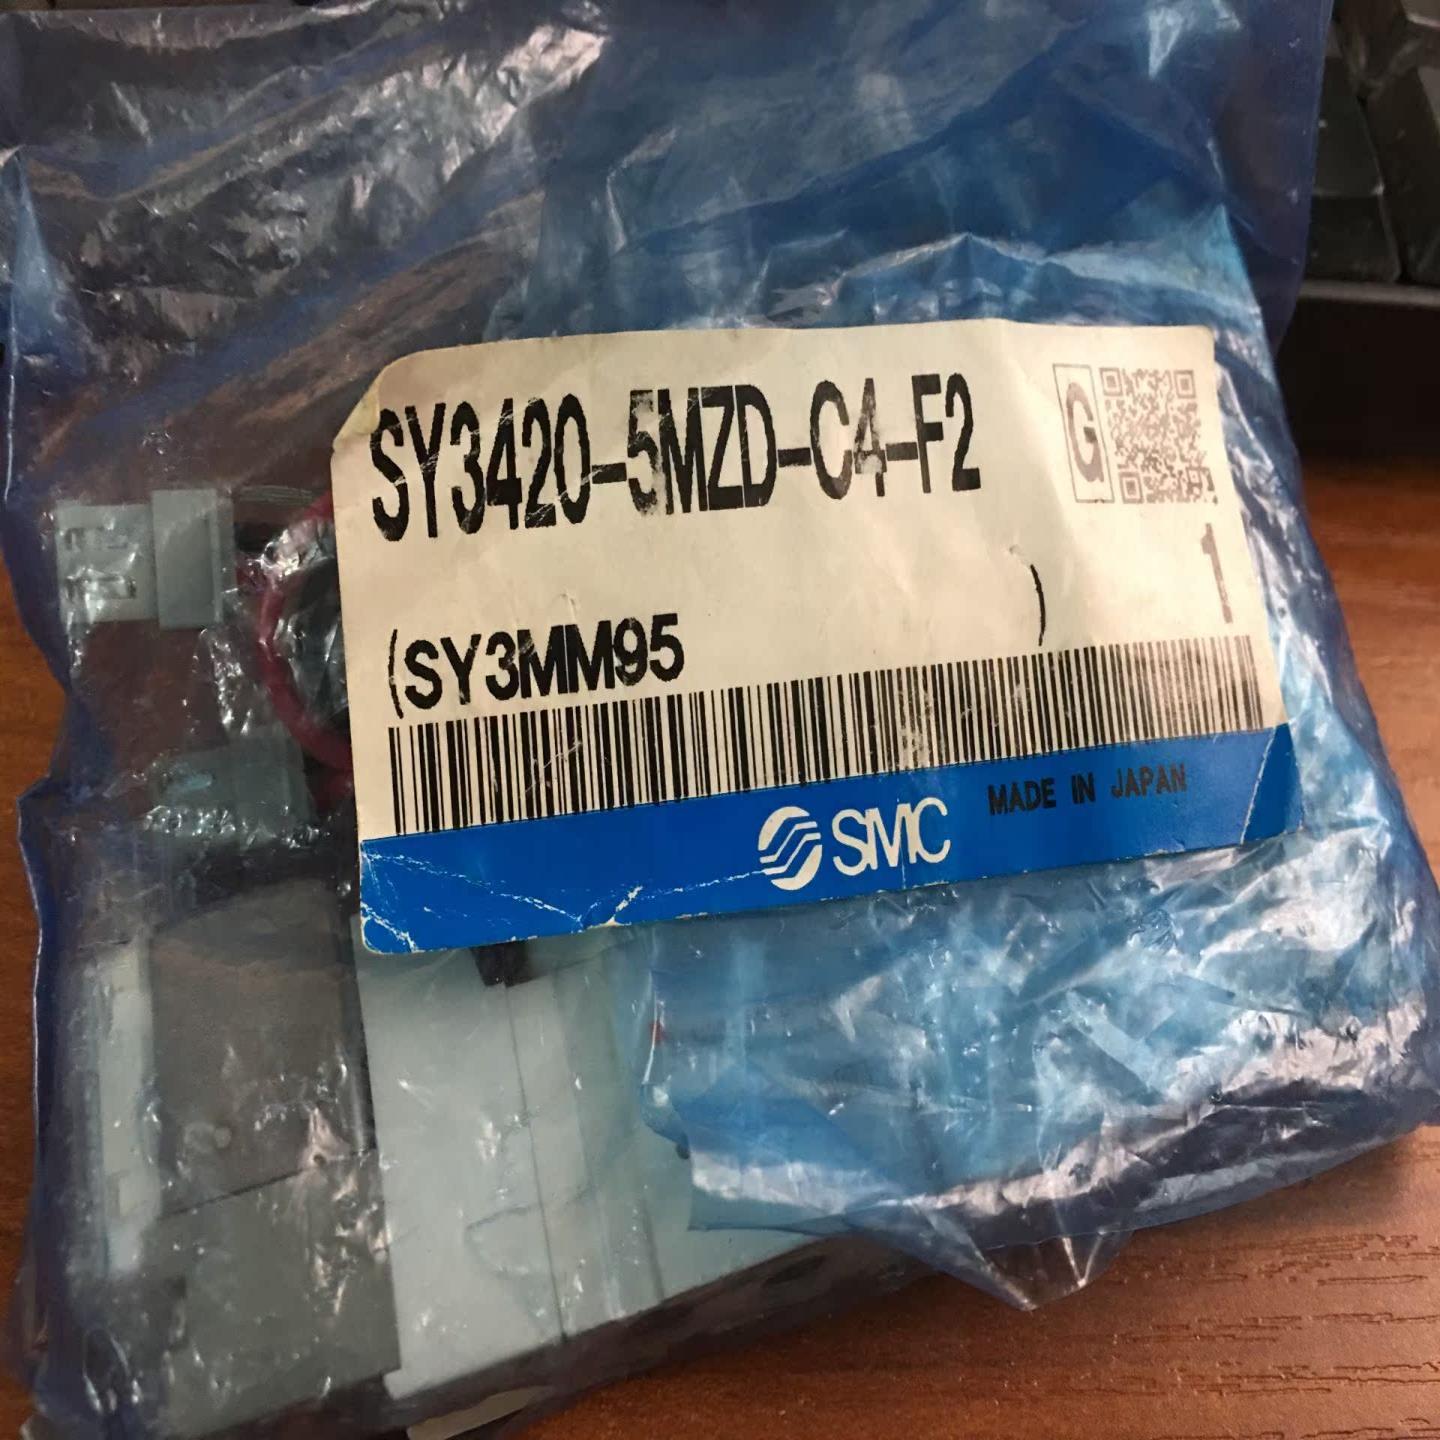 SY3420-5MZD-C4-F2
G
1
(SY3MM95 )
SMC
MADE IN JAPAN